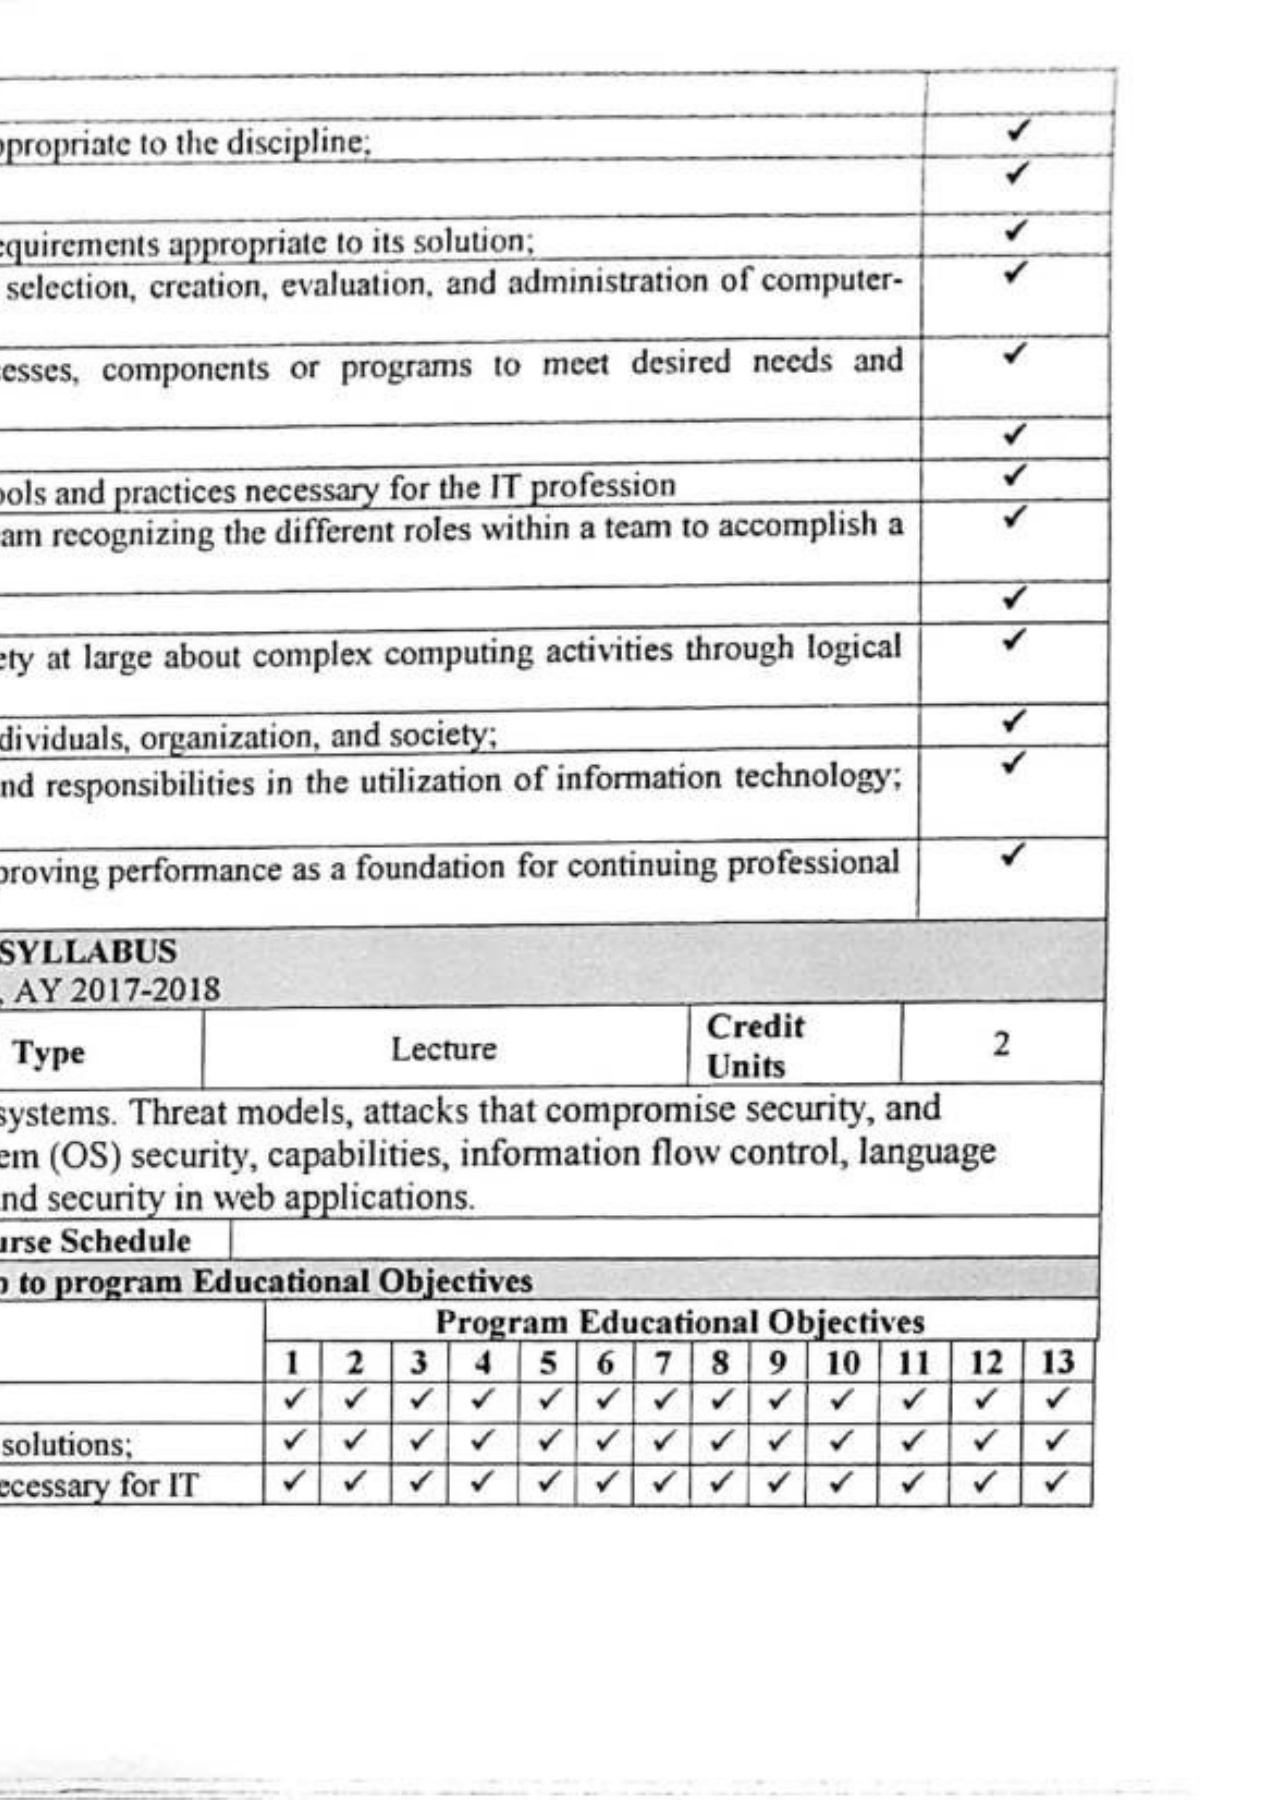 ✓
ppropriate to the discipline;
✓
✓
equirements appropriate to its solution; ✓
selection, creation, evaluation, and administration of computer- ✓
esses, components or programs to meet desired needs and ✓
✓
ools and practices necessary for the IT profession ✓
am recognizing the different roles within a team to accomplish a ✓
✓
ety at large about complex computing activities through logical ✓
dividuals, organization, and society; ✓
nd responsibilities in the utilization of information technology; ✓
proving performance as a foundation for continuing professional ✓
SYLLABUS
, AY 2017-2018
Type Lecture Credit Units 2
systems. Threat models, attacks that compromise security, and
em (OS) security, capabilities, information flow control, language
nd security in web applications.
urse Schedule
p to program Educational Objectives
Program Educational Objectives
1 2 3 4 5 6 7 8 9 10 11 12 13
✓ ✓ ✓ ✓ ✓ ✓ ✓ ✓ ✓ ✓ ✓ ✓ ✓
solutions; ✓ ✓ ✓ ✓ ✓ ✓ ✓ ✓ ✓ ✓ ✓ ✓ ✓
ecessary for IT ✓ ✓ ✓ ✓ ✓ ✓ ✓ ✓ ✓ ✓ ✓ ✓ ✓